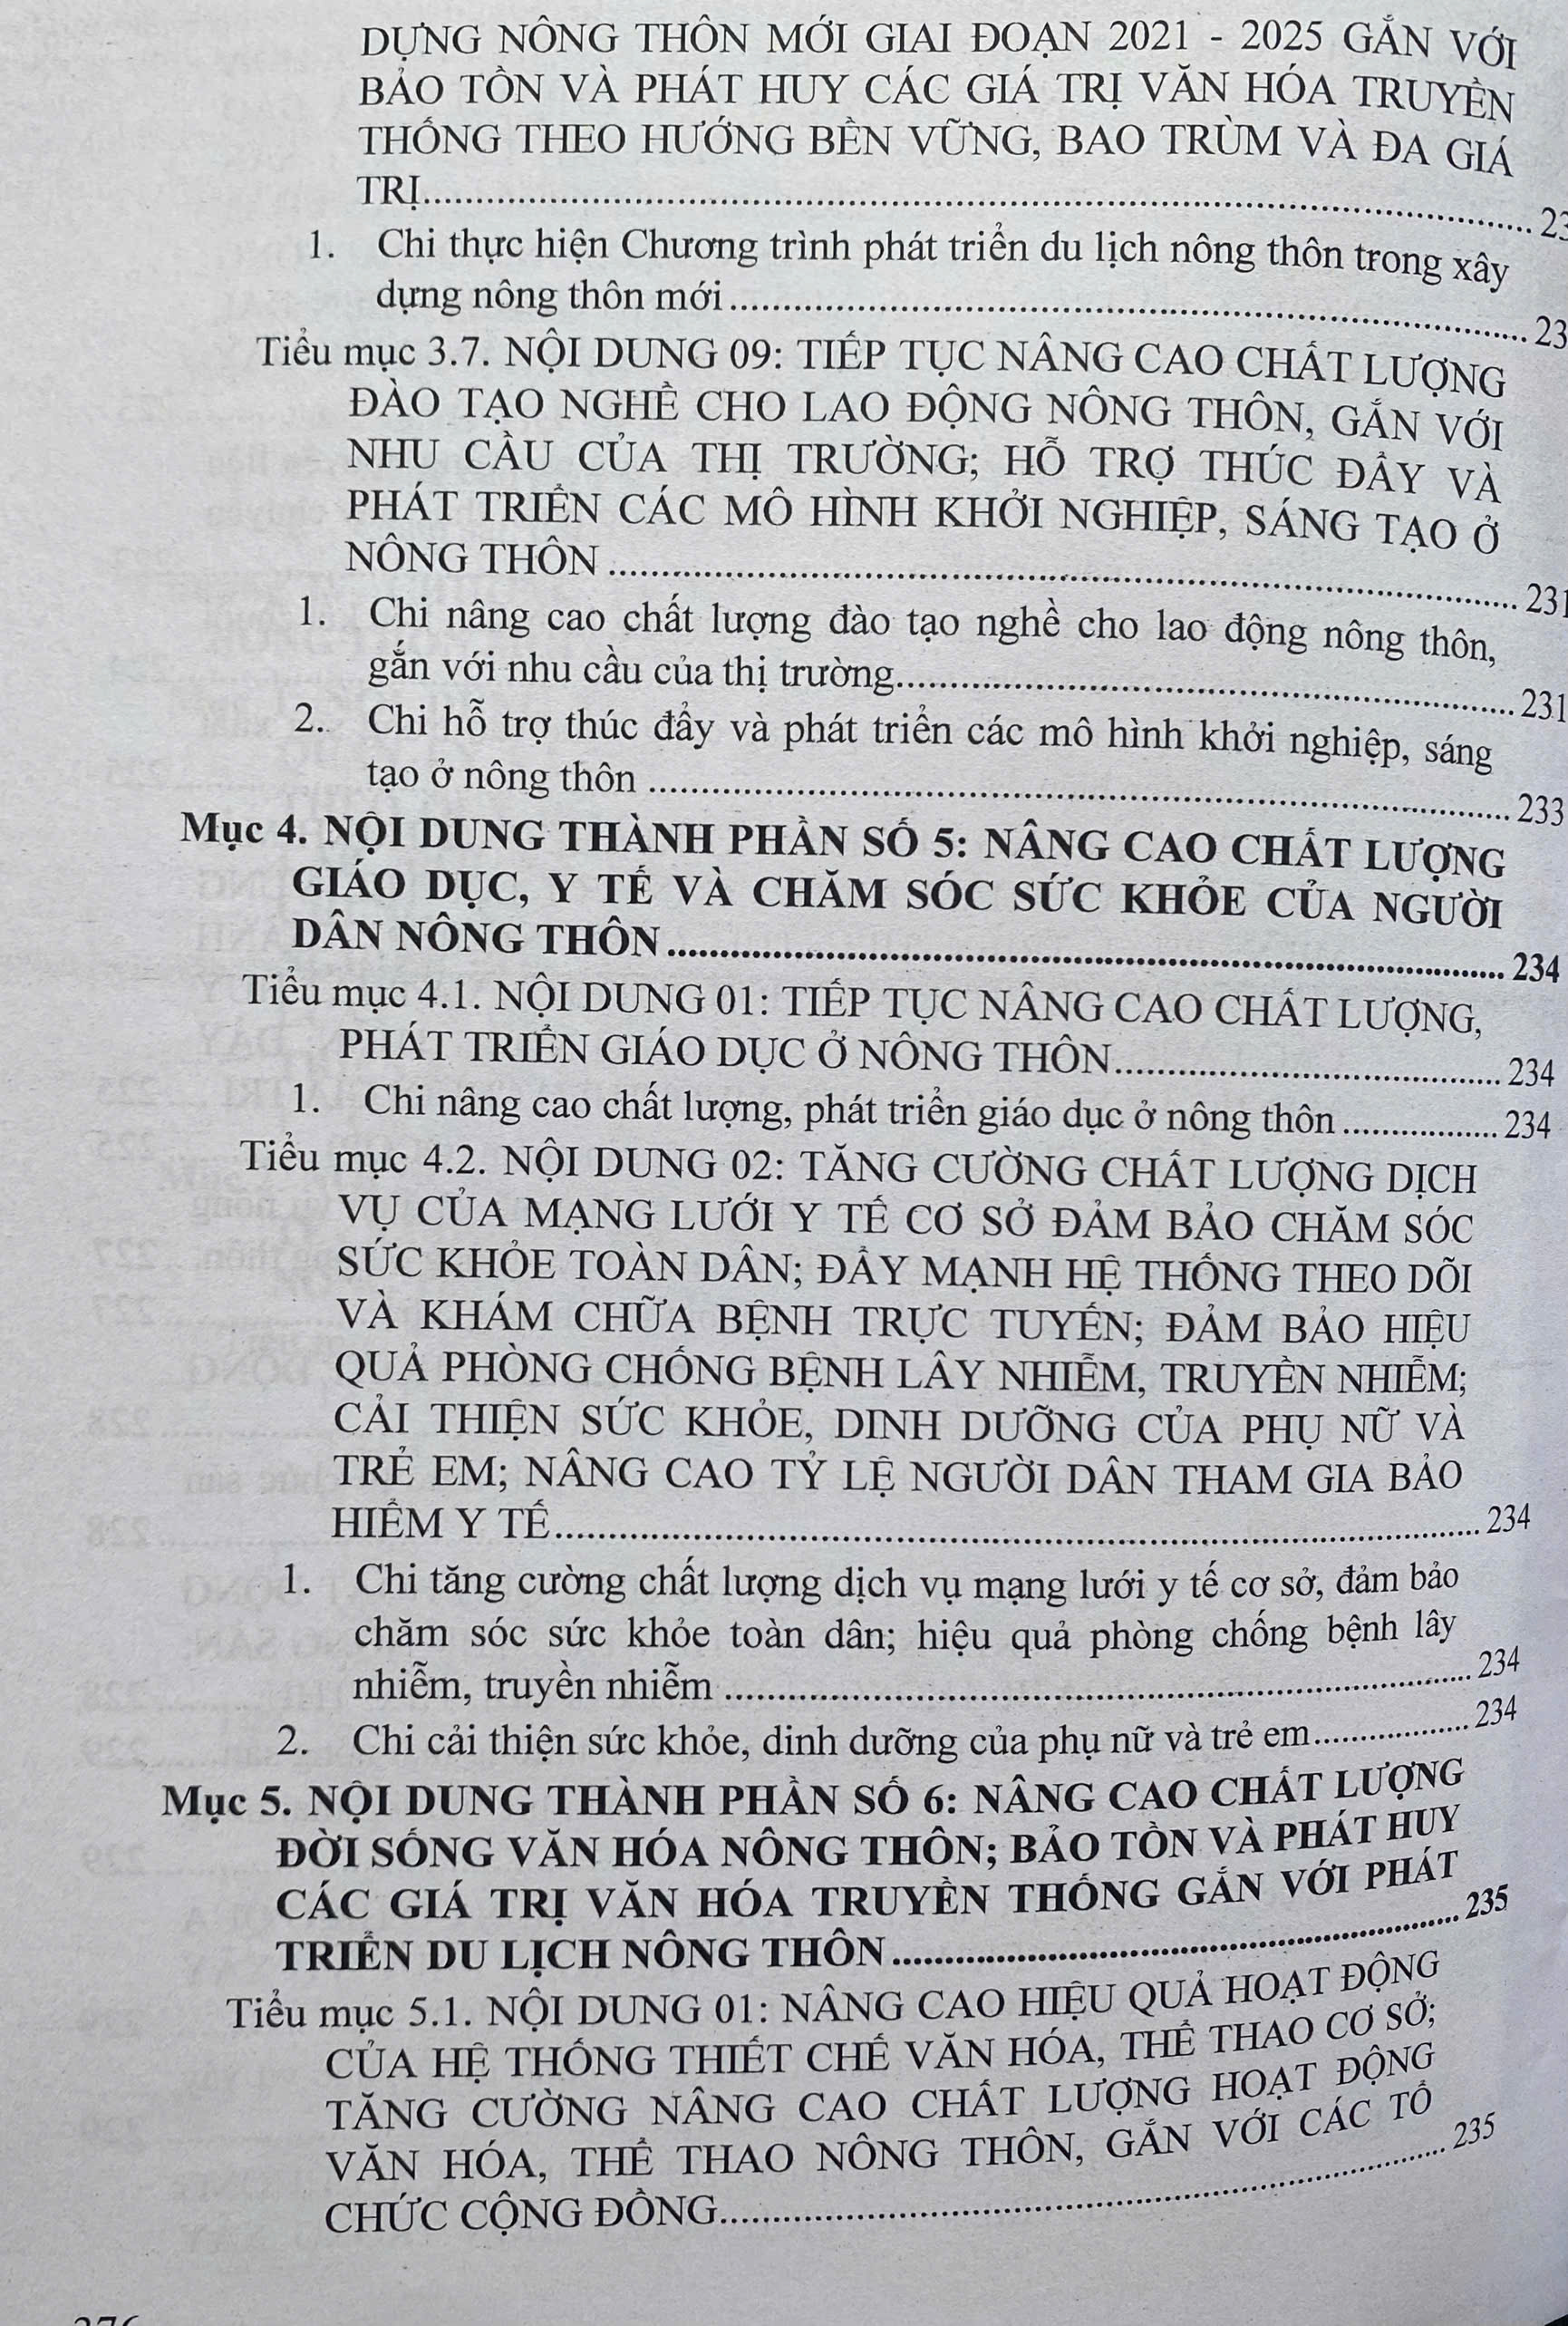 DỰNG NÔNG THÔN MỚI GIAI ĐOẠN 2021 - 2025 GẮN VỚI
BẢO TỒN VÀ PHÁT HUY CÁC GIÁ TRỊ VĂN HÓA TRUYỀN
THỐNG THEO HƯỚNG BỀN VỮNG, BAO TRÙM VÀ ĐA GIÁ
TRỊ..........
1. Chi thực hiện Chương trình phát triển du lịch nông thôn trong xây
dựng nông thôn mới..........
Tiểu mục 3.7. NỘI DUNG 09: TIẾP TỤC NÂNG CAO CHẤT LƯỢNG
ĐÀO TẠO NGHỀ CHO LAO ĐỘNG NÔNG THÔN, GẮN VỚI
NHU CẦU CỦA THỊ TRƯỜNG; HỖ TRỢ THÚC ĐẨY VÀ
PHÁT TRIỂN CÁC MÔ HÌNH KHỞI NGHIỆP, SÁNG TẠO Ở
NÔNG THÔN .......... 231
1. Chi nâng cao chất lượng đào tạo nghề cho lao động nông thôn,
gắn với nhu cầu của thị trường.......... 231
2. Chi hỗ trợ thúc đẩy và phát triển các mô hình khởi nghiệp, sáng
tạo ở nông thôn .......... 233
Mục 4. NỘI DUNG THÀNH PHẦN SỐ 5: NÂNG CAO CHẤT LƯỢNG
GIÁO DỤC, Y TẾ VÀ CHĂM SÓC SỨC KHỎE CỦA NGƯỜI
DÂN NÔNG THÔN .......... 234
Tiểu mục 4.1. NỘI DUNG 01: TIẾP TỤC NÂNG CAO CHẤT LƯỢNG,
PHÁT TRIỂN GIÁO DỤC Ở NÔNG THÔN.......... 234
1. Chi nâng cao chất lượng, phát triển giáo dục ở nông thôn .......... 234
Tiểu mục 4.2. NỘI DUNG 02: TĂNG CƯỜNG CHẤT LƯỢNG DỊCH
VỤ CỦA MẠNG LƯỚI Y TẾ CƠ SỞ ĐẢM BẢO CHĂM SÓC
SỨC KHỎE TOÀN DÂN; ĐẨY MẠNH HỆ THỐNG THEO DÕI
VÀ KHÁM CHỮA BỆNH TRỰC TUYẾN; ĐẢM BẢO HIỆU
QUẢ PHÒNG CHỐNG BỆNH LÂY NHIỄM, TRUYỀN NHIỄM;
CẢI THIỆN SỨC KHỎE, DINH DƯỠNG CỦA PHỤ NỮ VÀ
TRẺ EM; NÂNG CAO TỶ LỆ NGƯỜI DÂN THAM GIA BẢO
HIỂM Y TẾ.......... 234
1. Chi tăng cường chất lượng dịch vụ mạng lưới y tế cơ sở, đảm bảo
chăm sóc sức khỏe toàn dân; hiệu quả phòng chống bệnh lây
nhiễm, truyền nhiễm .......... 234
2. Chi cải thiện sức khỏe, dinh dưỡng của phụ nữ và trẻ em.......... 234
Mục 5. NỘI DUNG THÀNH PHẦN SỐ 6: NÂNG CAO CHẤT LƯỢNG
ĐỜI SỐNG VĂN HÓA NÔNG THÔN; BẢO TỒN VÀ PHÁT HUY
CÁC GIÁ TRỊ VĂN HÓA TRUYỀN THỐNG GẮN VỚI PHÁT
TRIỂN DU LỊCH NÔNG THÔN .......... 235
Tiểu mục 5.1. NỘI DUNG 01: NÂNG CAO HIỆU QUẢ HOẠT ĐỘNG
CỦA HỆ THỐNG THIẾT CHẾ VĂN HÓA, THỂ THAO CƠ SỞ;
TĂNG CƯỜNG NÂNG CAO CHẤT LƯỢNG HOẠT ĐỘNG
VĂN HÓA, THỂ THAO NÔNG THÔN, GẮN VỚI CÁC TỔ
CHỨC CỘNG ĐỒNG.......... 235